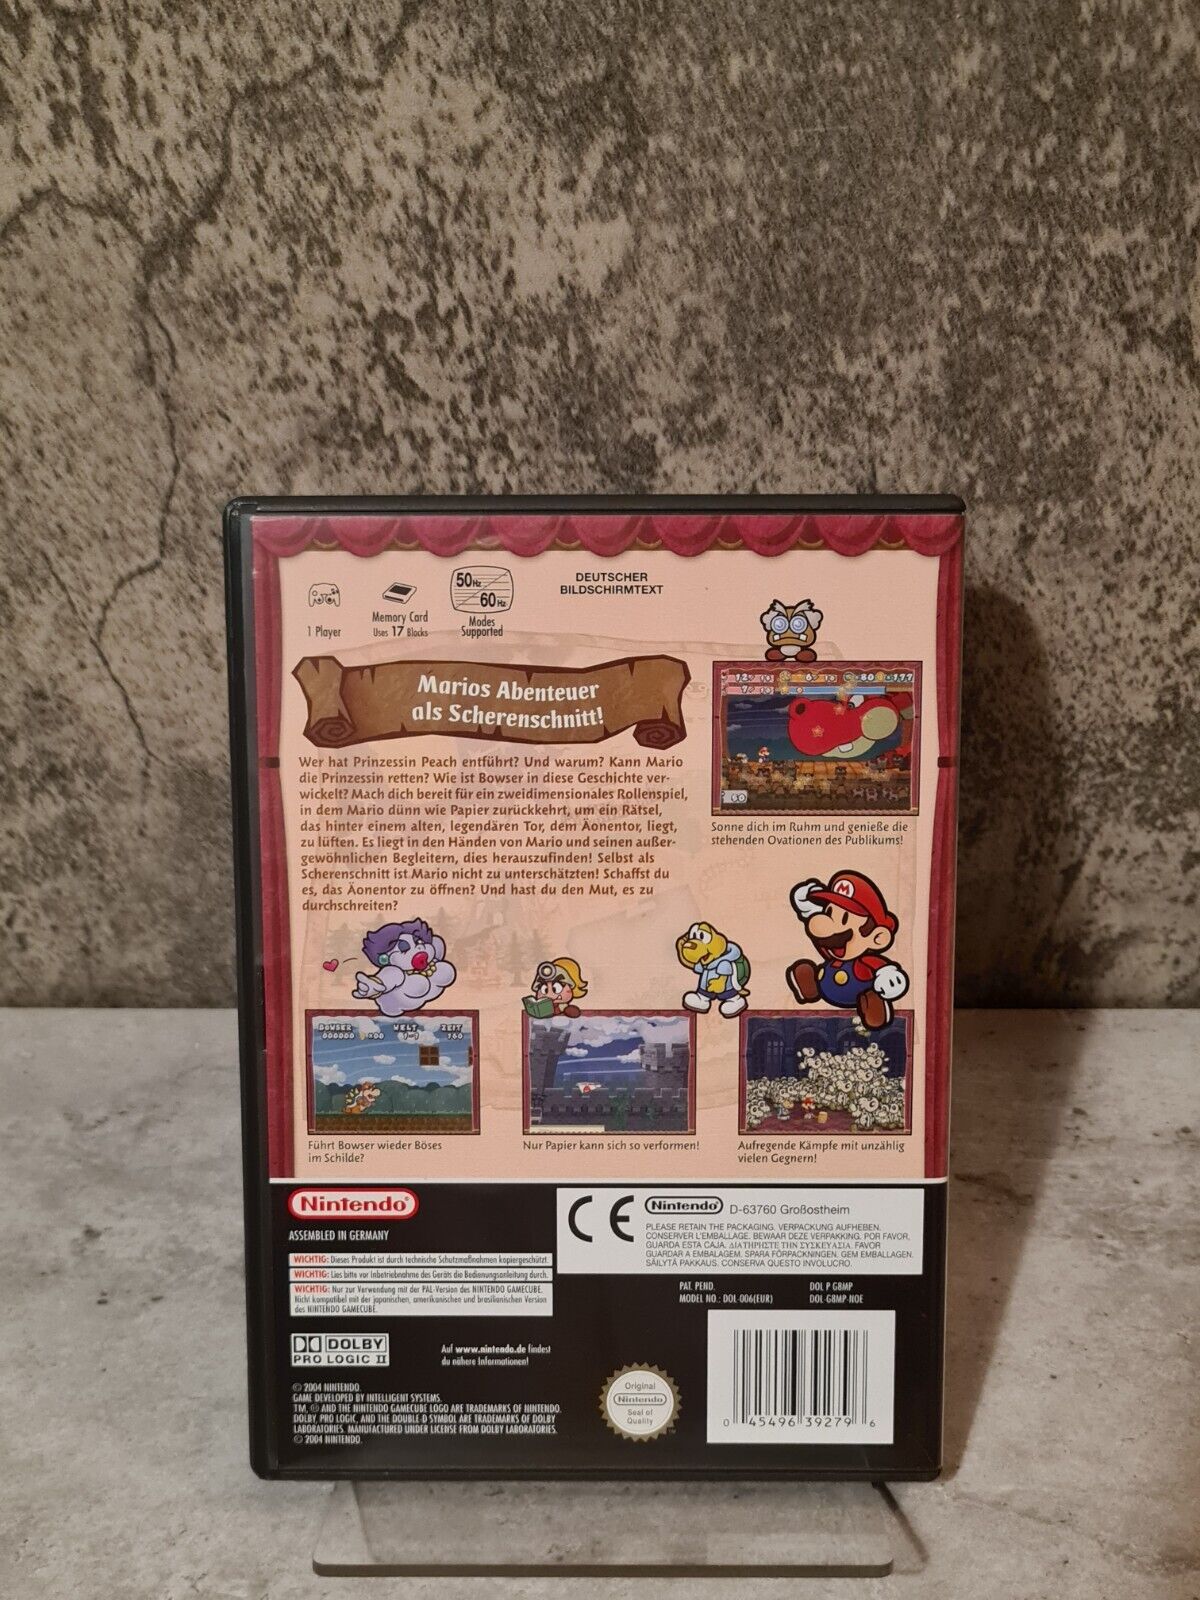 50Hz
60Hz
1 Player
Memory Card
Uses 17 Blocks
Modes
Supported
DEUTSCHER
BILDSCHIRMTEXT
Marios Abenteuer
als Scherenschnitt!
Wer hat Prinzessin Peach entführt? Und warum? Kann Mario
die Prinzessin retten? Wie ist Bowser in diese Geschichte ver-
wickelt? Mach dich bereit für ein zweidimensionales Rollenspiel,
in dem Mario dünn wie Papier zurückkehrt, um ein Rätsel,
das hinter einem alten, legendären Tor, dem Äonentor, liegt,
zu lüften. Es liegt in den Händen von Mario und seinen außer-
gewöhnlichen Begleitern, dies herauszufinden! Selbst als
Scherenschnitt ist Mario nicht zu unterschätzten! Schaffst du
es, das Äonentor zu öffnen? Und hast du den Mut, es zu
durchschreiten?
Sonne dich im Ruhm und genieße die
stehenden Ovationen des Publikums!
M
BOWSER WELT ZEIT
000000 1-1 160
Führt Bowser wieder Böses
im Schilde?
Nur Papier kann sich so verformen!
Aufregende Kämpfe mit unzählig
vielen Gegnern!
Nintendo®
ASSEMBLED IN GERMANY
WICHTIG: Dieses Produkt ist durch technische Schutzmaßnahmen kopiergeschützt.
WICHTIG: Lies bitte vor Inbetriebnahme des Geräts die Bedienungsanleitung durch.
WICHTIG: Nur zur Verwendung mit der PAL-Version des NINTENDO GAMECUBE.
Nicht kompatibel mit der japanischen, amerikanischen und brasilianischen Version
des NINTENDO GAMECUBE.
CE
Nintendo® D-63760 Großostheim
PLEASE RETAIN THE PACKAGING. VERPACKUNG AUFHEBEN.
CONSERVER L'EMBALLAGE. BEWAAR DEZE VERPAKKING. POR FAVOR,
GUARDA ESTA CAJA. ΔΙΑΤΗΡΗΣΤΕ ΤΗΝ ΣΥΣΚΕΥΑΣΙΑ. FAVOR
GUARDAR A EMBALAGEM. SPARA FÖRPACKNINGEN. GEM EMBALLAGEN.
SÄILYTÄ PAKKAUS. CONSERVA QUESTO INVOLUCRO.
PAT. PEND.
MODEL NO.: DOL-006(EUR)
DOL P G8MP
DOL-G8MP-NOE
DOLBY
PRO LOGIC II
Auf www.nintendo.de findest
du nähere Informationen!
© 2004 NINTENDO.
GAME DEVELOPED BY INTELLIGENT SYSTEMS.
TM, ® AND THE NINTENDO GAMECUBE LOGO ARE TRADEMARKS OF NINTENDO.
DOLBY, PRO LOGIC, AND THE DOUBLE-D SYMBOL ARE TRADEMARKS OF DOLBY
LABORATORIES. MANUFACTURED UNDER LICENSE FROM DOLBY LABORATORIES.
© 2004 NINTENDO.
Original
Nintendo
Seal of
Quality
TM
0 45496 39279 6